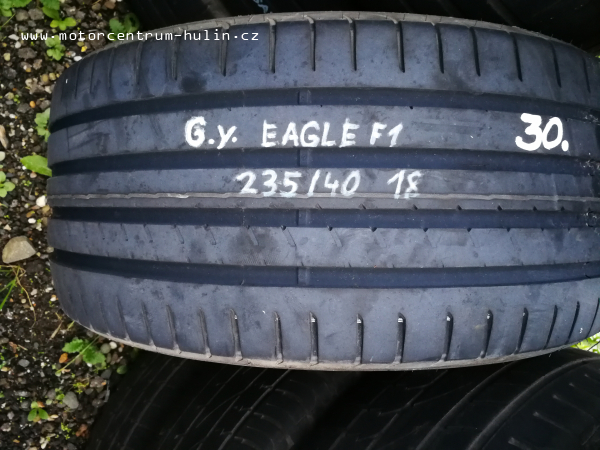 www.motorcentrum-hulin.cz
G.y. EAGLE F1 30.
235/40 18